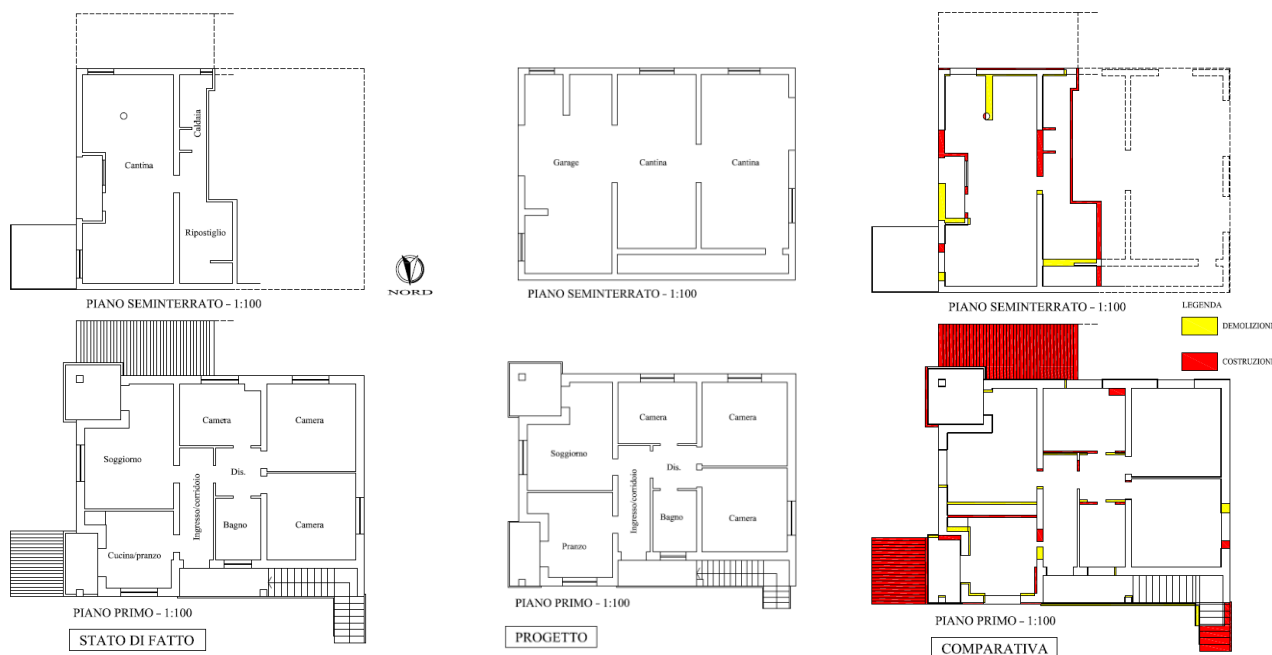 Cantina
Caldaia
Ripostiglio
PIANO SEMINTERRATO - 1:100
NORD
Soggiorno
Camera
Camera
Ingresso/corridoio
Dis.
Bagno
Camera
Cucina/pranzo
PIANO PRIMO - 1:100
STATO DI FATTO
Garage
Cantina
Cantina
PIANO SEMINTERRATO - 1:100
Camera
Camera
Soggiorno
Dis.
Ingresso/corridoio
Bagno
Camera
Pranzo
PIANO PRIMO - 1:100
PROGETTO
PIANO SEMINTERRATO - 1:100
LEGENDA
DEMOLIZIONE
COSTRUZIONE
PIANO PRIMO - 1:100
COMPARATIVA